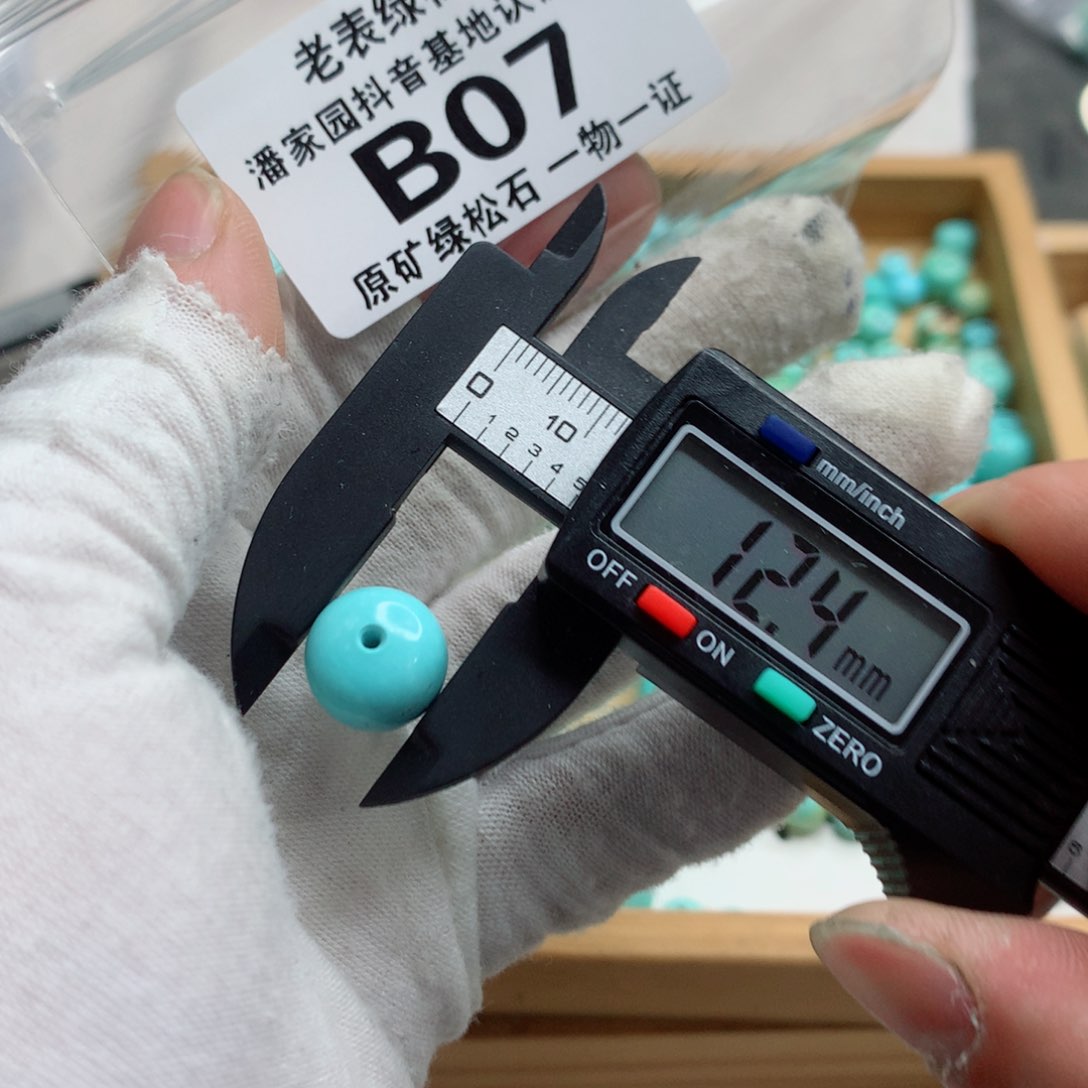 老表绿
潘家园抖音基地认
B07
原矿绿松石 一物一证
0 10
1 2 3 4 5
mm/inch
12.4 mm
OFF ON ZERO